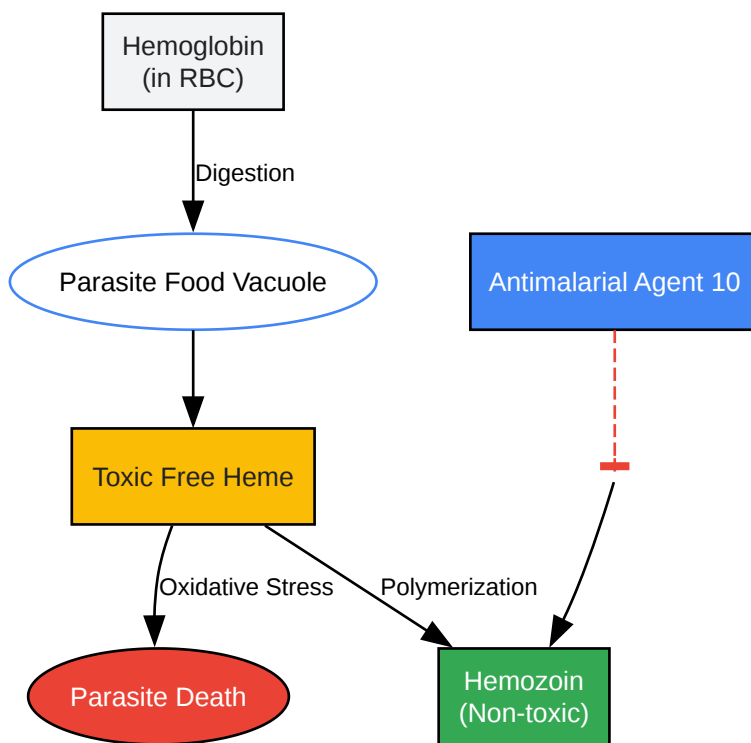 Hemoglobin
(in RBC)
Digestion
Parasite Food Vacuole
Antimalarial Agent 10
Toxic Free Heme
Oxidative Stress
Polymerization
Parasite Death
Hemozoin
(Non-toxic)